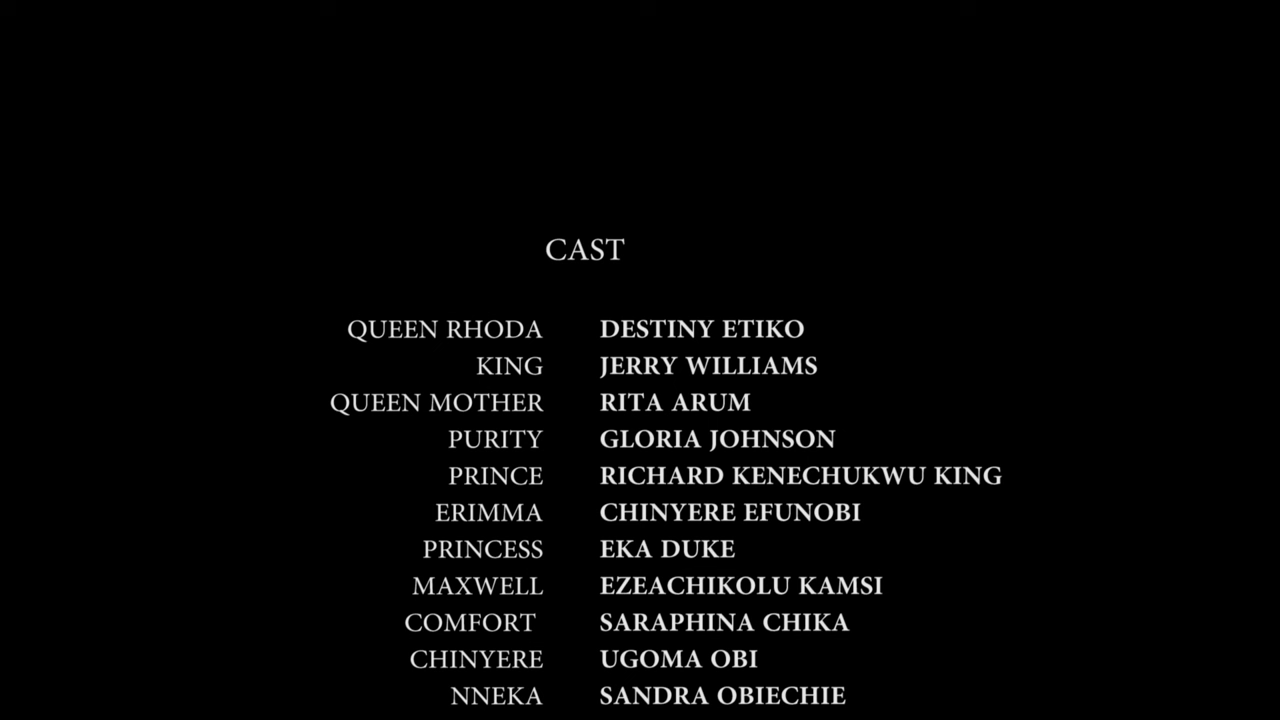 CAST
QUEEN RHODA DESTINY ETIKO
KING JERRY WILLIAMS
QUEEN MOTHER RITA ARUM
PURITY GLORIA JOHNSON
PRINCE RICHARD KENECHUKWU KING
ERIMMA CHINYERE EFUNOBI
PRINCESS EKA DUKE
MAXWELL EZEACHIKOLU KAMSI
COMFORT SARAPHINA CHIKA
CHINYERE UGOMA OBI
NNEKA SANDRA OBIECHIE